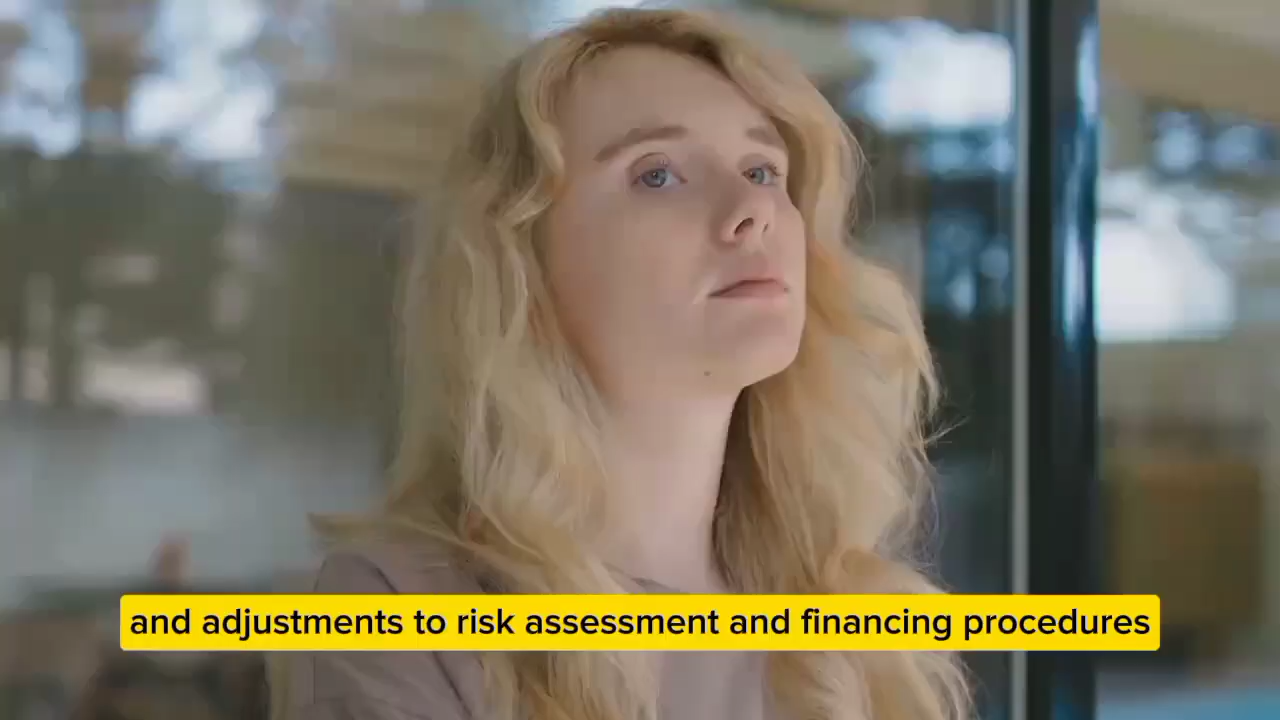 and adjustments to risk assessment and financing procedures